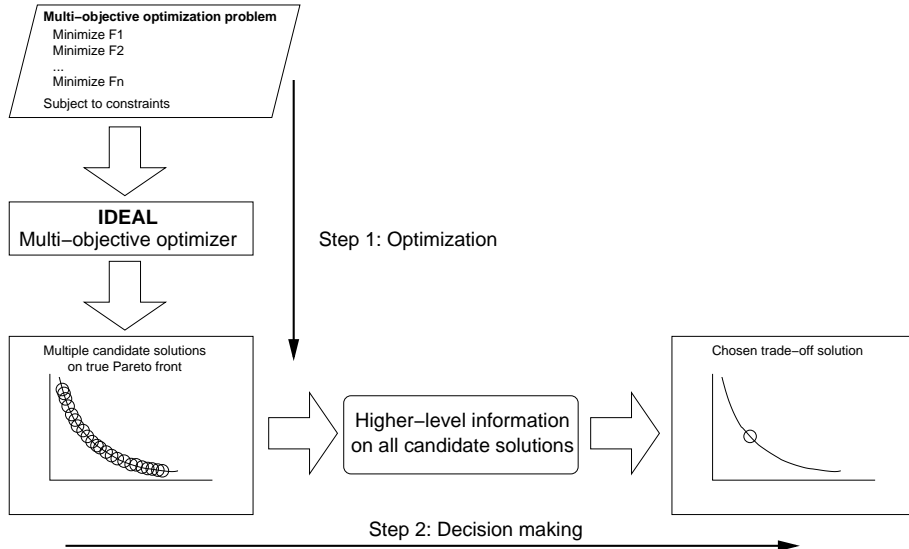 Multi−objective optimization problem
Minimize F1
Minimize F2
...
Minimize Fn
Subject to constraints
IDEAL
Multi−objective optimizer
Step 1: Optimization
Multiple candidate solutions
on true Pareto front
Higher−level information
on all candidate solutions
Chosen trade−off solution
Step 2: Decision making